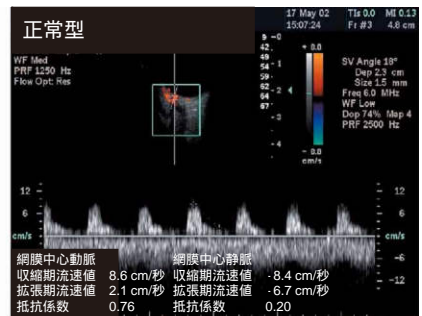 正常型
17 May 02 TIs 0.0 MI 0.13
15:07:24 Fr #3 4.8 cm
WF Med
PRF 1250 Hz
Flow Opt: Res
SV Angle 18°
Dep 2.3 cm
Size 1.5 mm
Freq 6.0 MHz
WF Low
Dop 74% Map 4
PRF 2500 Hz
cm/s
12 12
6 6
cm/s cm/s
-6
-12
網膜中心動脈 網膜中心静脈
収縮期流速値 8.6 cm/秒 収縮期流速値 -8.4 cm/秒
拡張期流速値 2.1 cm/秒 拡張期流速値 -6.7 cm/秒
抵抗係数 0.76 抵抗係数 0.20